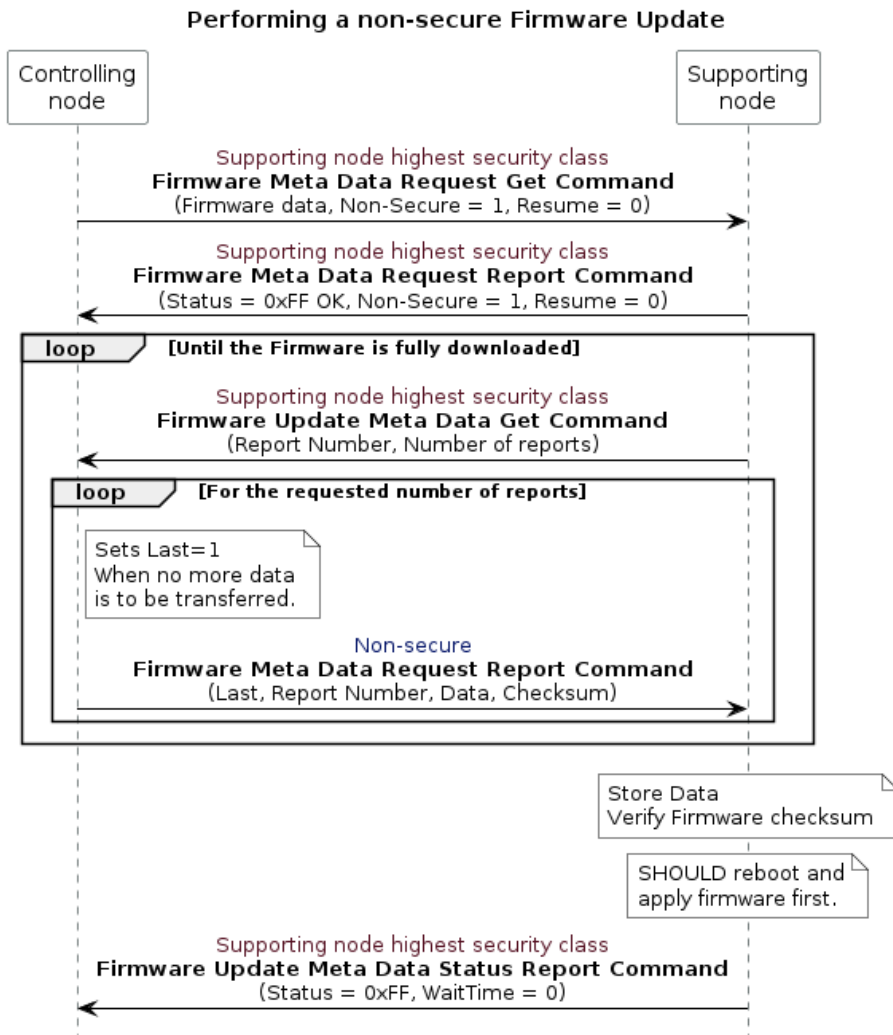 Performing a non-secure Firmware Update
Controlling
node
Supporting
node
Supporting node highest security class
Firmware Meta Data Request Get Command
(Firmware data, Non-Secure = 1, Resume = 0)
Supporting node highest security class
Firmware Meta Data Request Report Command
(Status = 0xFF OK, Non-Secure = 1, Resume = 0)
loop [Until the Firmware is fully downloaded]
Supporting node highest security class
Firmware Update Meta Data Get Command
(Report Number, Number of reports)
loop [For the requested number of reports]
Sets Last=1
When no more data
is to be transferred.
Non-secure
Firmware Meta Data Request Report Command
(Last, Report Number, Data, Checksum)
Store Data
Verify Firmware checksum
SHOULD reboot and
apply firmware first.
Supporting node highest security class
Firmware Update Meta Data Status Report Command
(Status = 0xFF, WaitTime = 0)